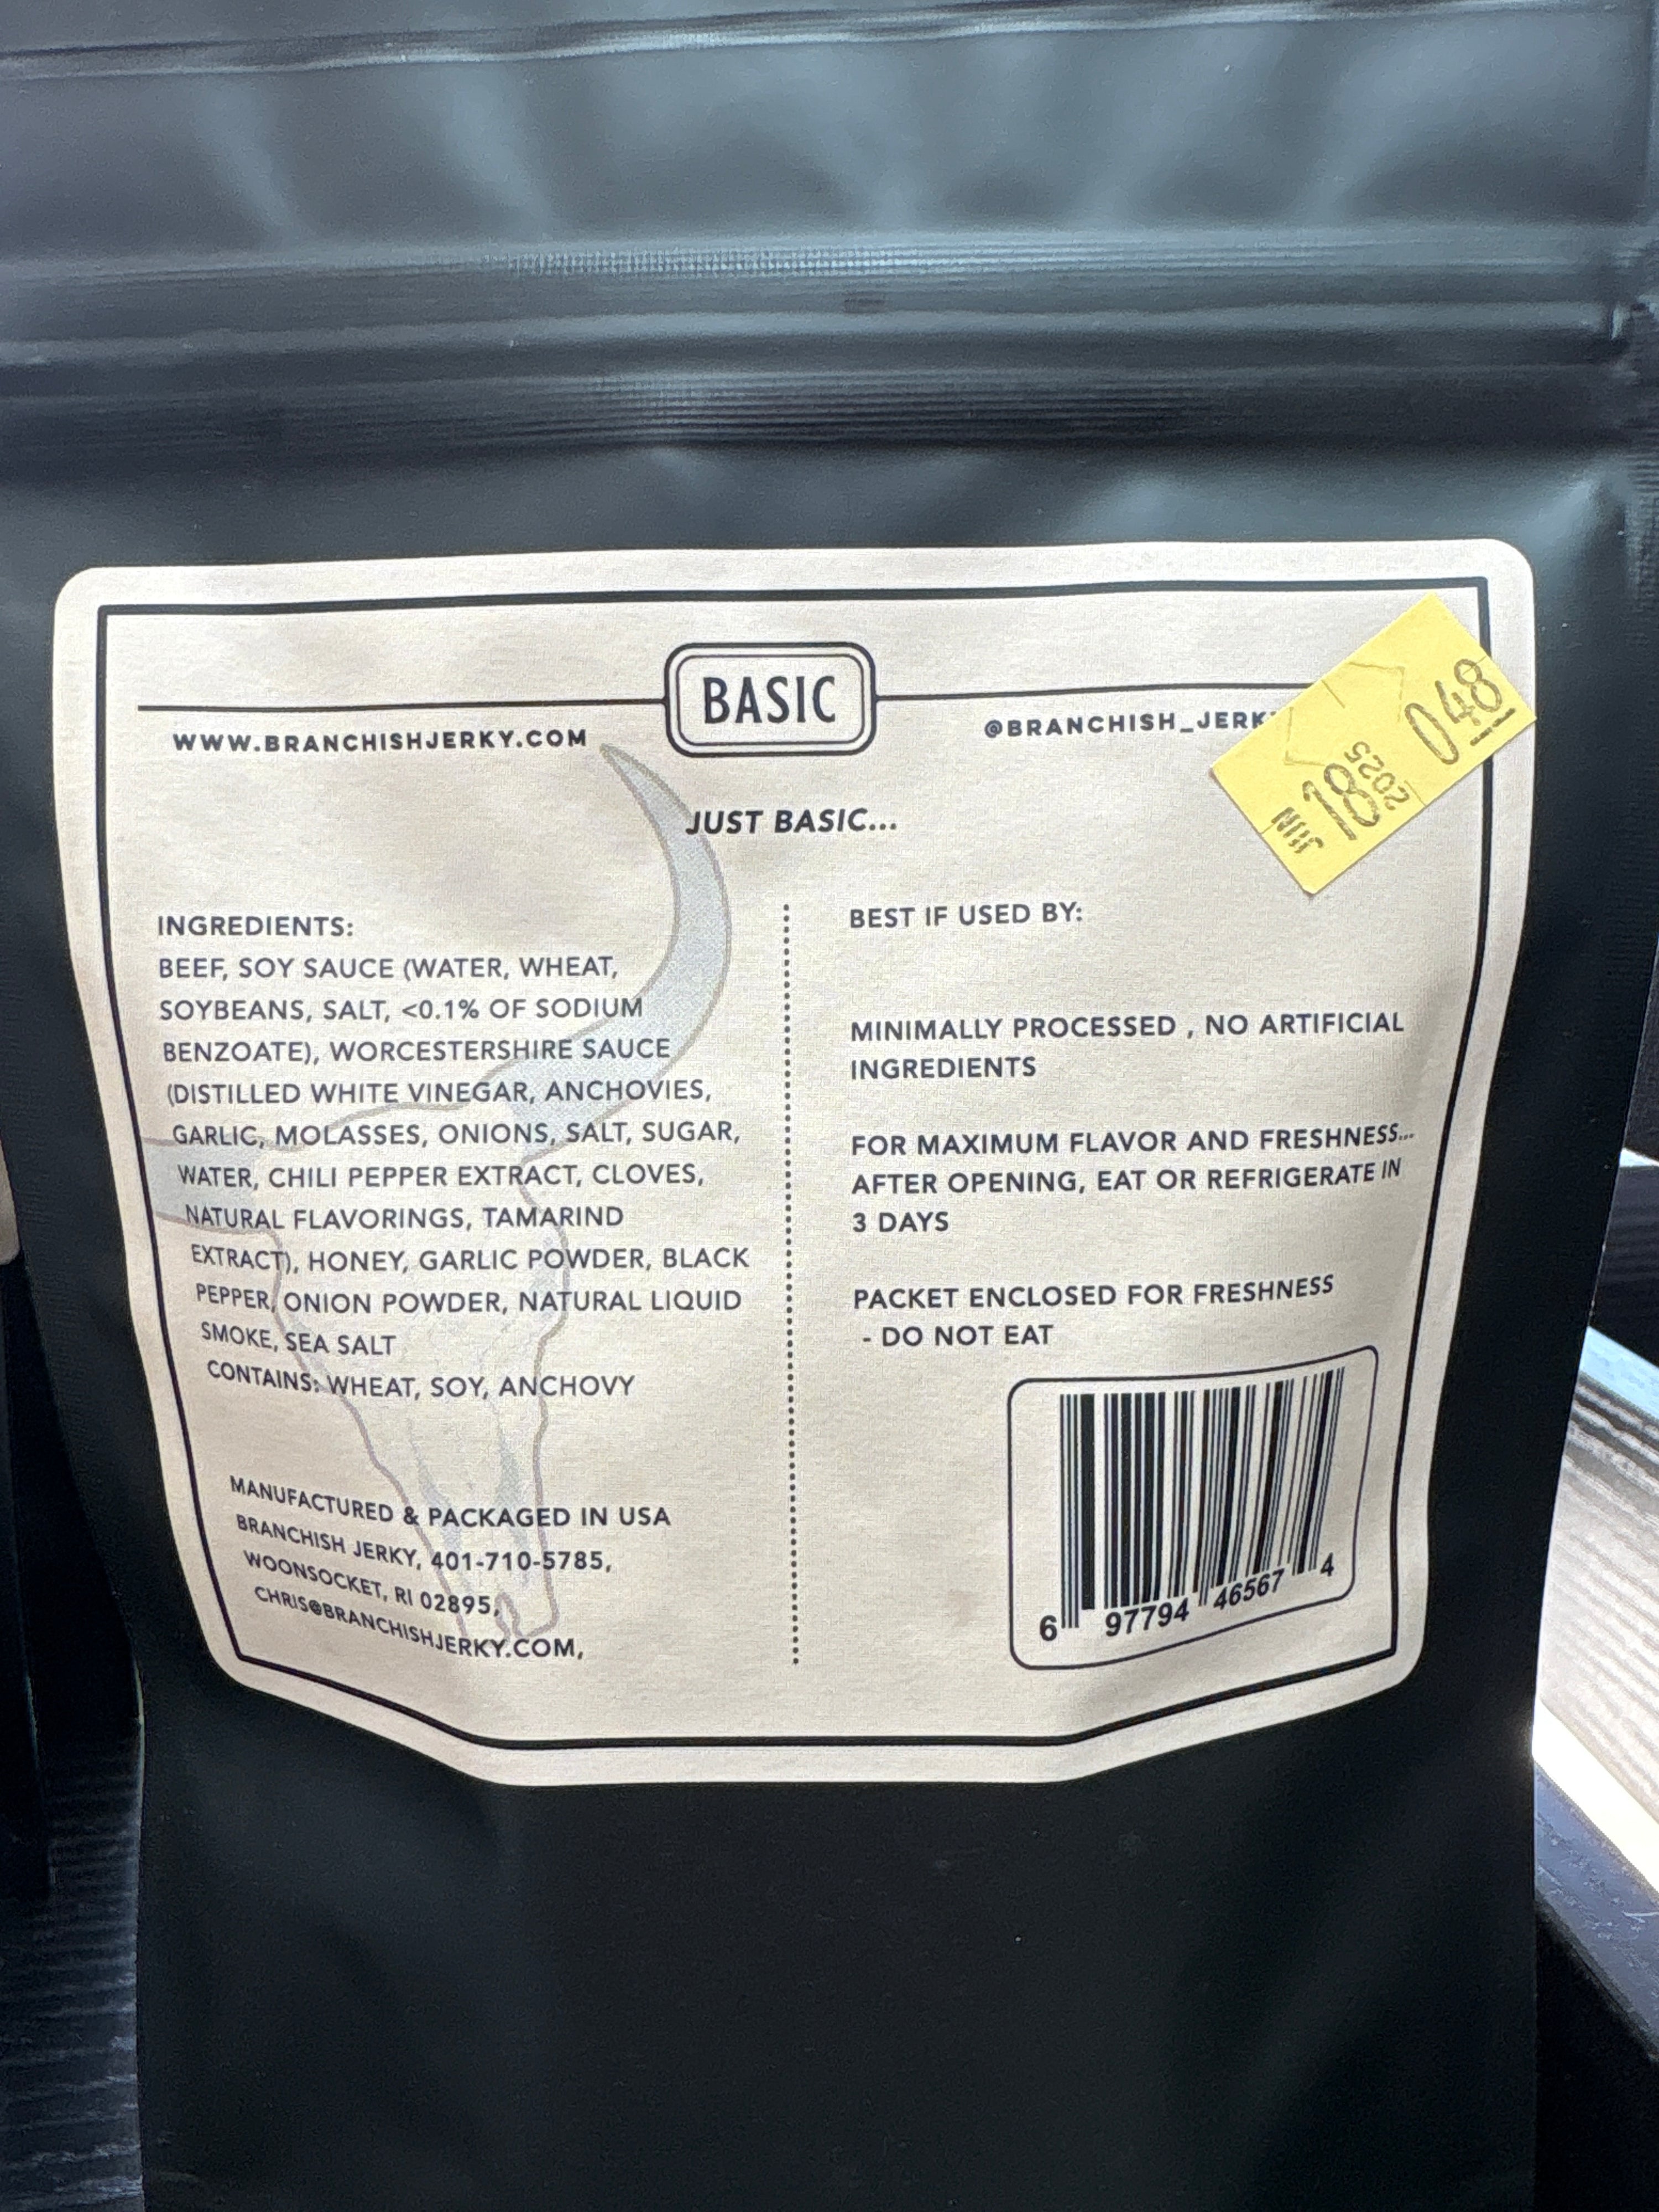 BASIC
WWW.BRANCHISHJERKY.COM
@BRANCHISH_JERK
JUST BASIC...
INGREDIENTS:
BEEF, SOY SAUCE (WATER, WHEAT,
SOYBEANS, SALT, <0.1% OF SODIUM
BENZOATE), WORCESTERSHIRE SAUCE
(DISTILLED WHITE VINEGAR, ANCHOVIES,
GARLIC, MOLASSES, ONIONS, SALT, SUGAR,
WATER, CHILI PEPPER EXTRACT, CLOVES,
NATURAL FLAVORINGS, TAMARIND
EXTRACT), HONEY, GARLIC POWDER, BLACK
PEPPER, ONION POWDER, NATURAL LIQUID
SMOKE, SEA SALT
CONTAINS: WHEAT, SOY, ANCHOVY
MANUFACTURED & PACKAGED IN USA
BRANCHISH JERKY, 401-710-5785,
WOONSOCKET, RI 02895,
CHRIS@BRANCHISHJERKY.COM,
BEST IF USED BY:
MINIMALLY PROCESSED , NO ARTIFICIAL
INGREDIENTS
FOR MAXIMUM FLAVOR AND FRESHNESS...
AFTER OPENING, EAT OR REFRIGERATE IN
3 DAYS
PACKET ENCLOSED FOR FRESHNESS
- DO NOT EAT
6 97794 46567 4
18
048